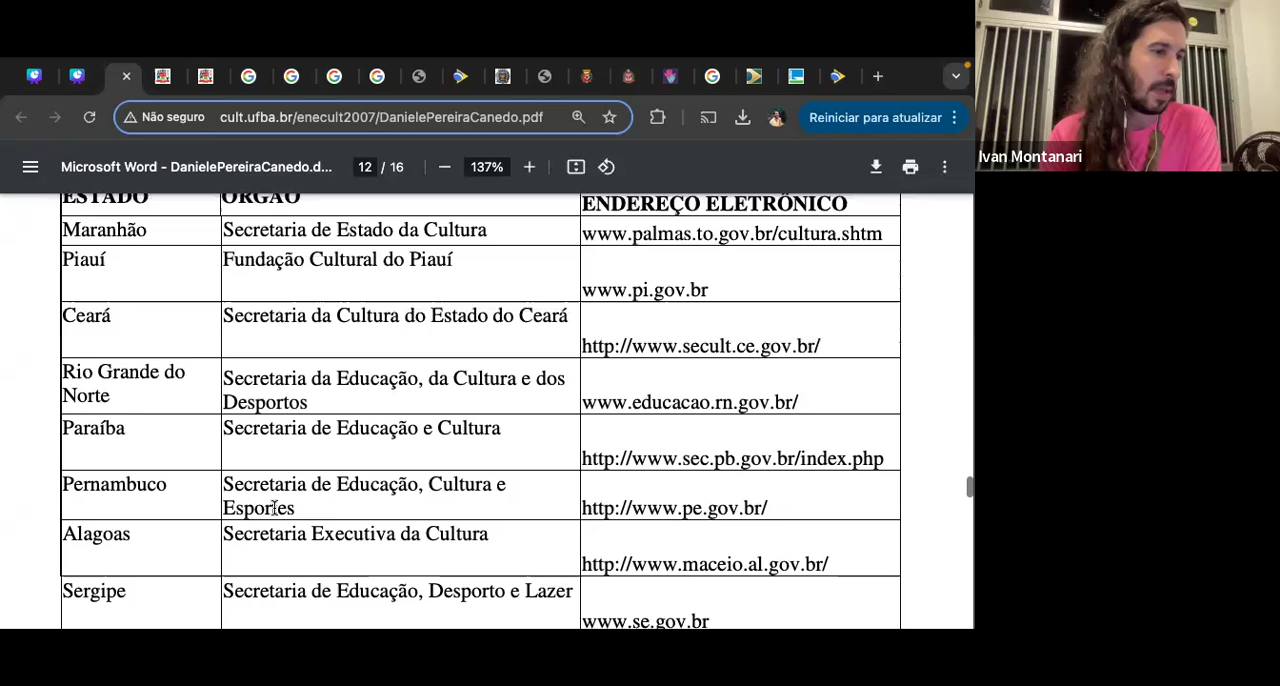 Não seguro
cult.ufba.br/enecult2007/DanielePereiraCanedo.pdf
Reiniciar para atualizar
Microsoft Word - DanielePereiraCanedo.d...
12 / 16
137%
Ivan Montanari
ESTADO ÓRGÃO ENDEREÇO ELETRÔNICO
Maranhão Secretaria de Estado da Cultura www.palmas.to.gov.br/cultura.shtm
Piauí Fundação Cultural do Piauí
www.pi.gov.br
Ceará Secretaria da Cultura do Estado do Ceará
http://www.secult.ce.gov.br/
Rio Grande do Secretaria da Educação, da Cultura e dos
Norte Desportos www.educacao.rn.gov.br/
Paraíba Secretaria de Educação e Cultura
http://www.sec.pb.gov.br/index.php
Pernambuco Secretaria de Educação, Cultura e
Esportes http://www.pe.gov.br/
Alagoas Secretaria Executiva da Cultura
http://www.maceio.al.gov.br/
Sergipe Secretaria de Educação, Desporto e Lazer
www.se.gov.br